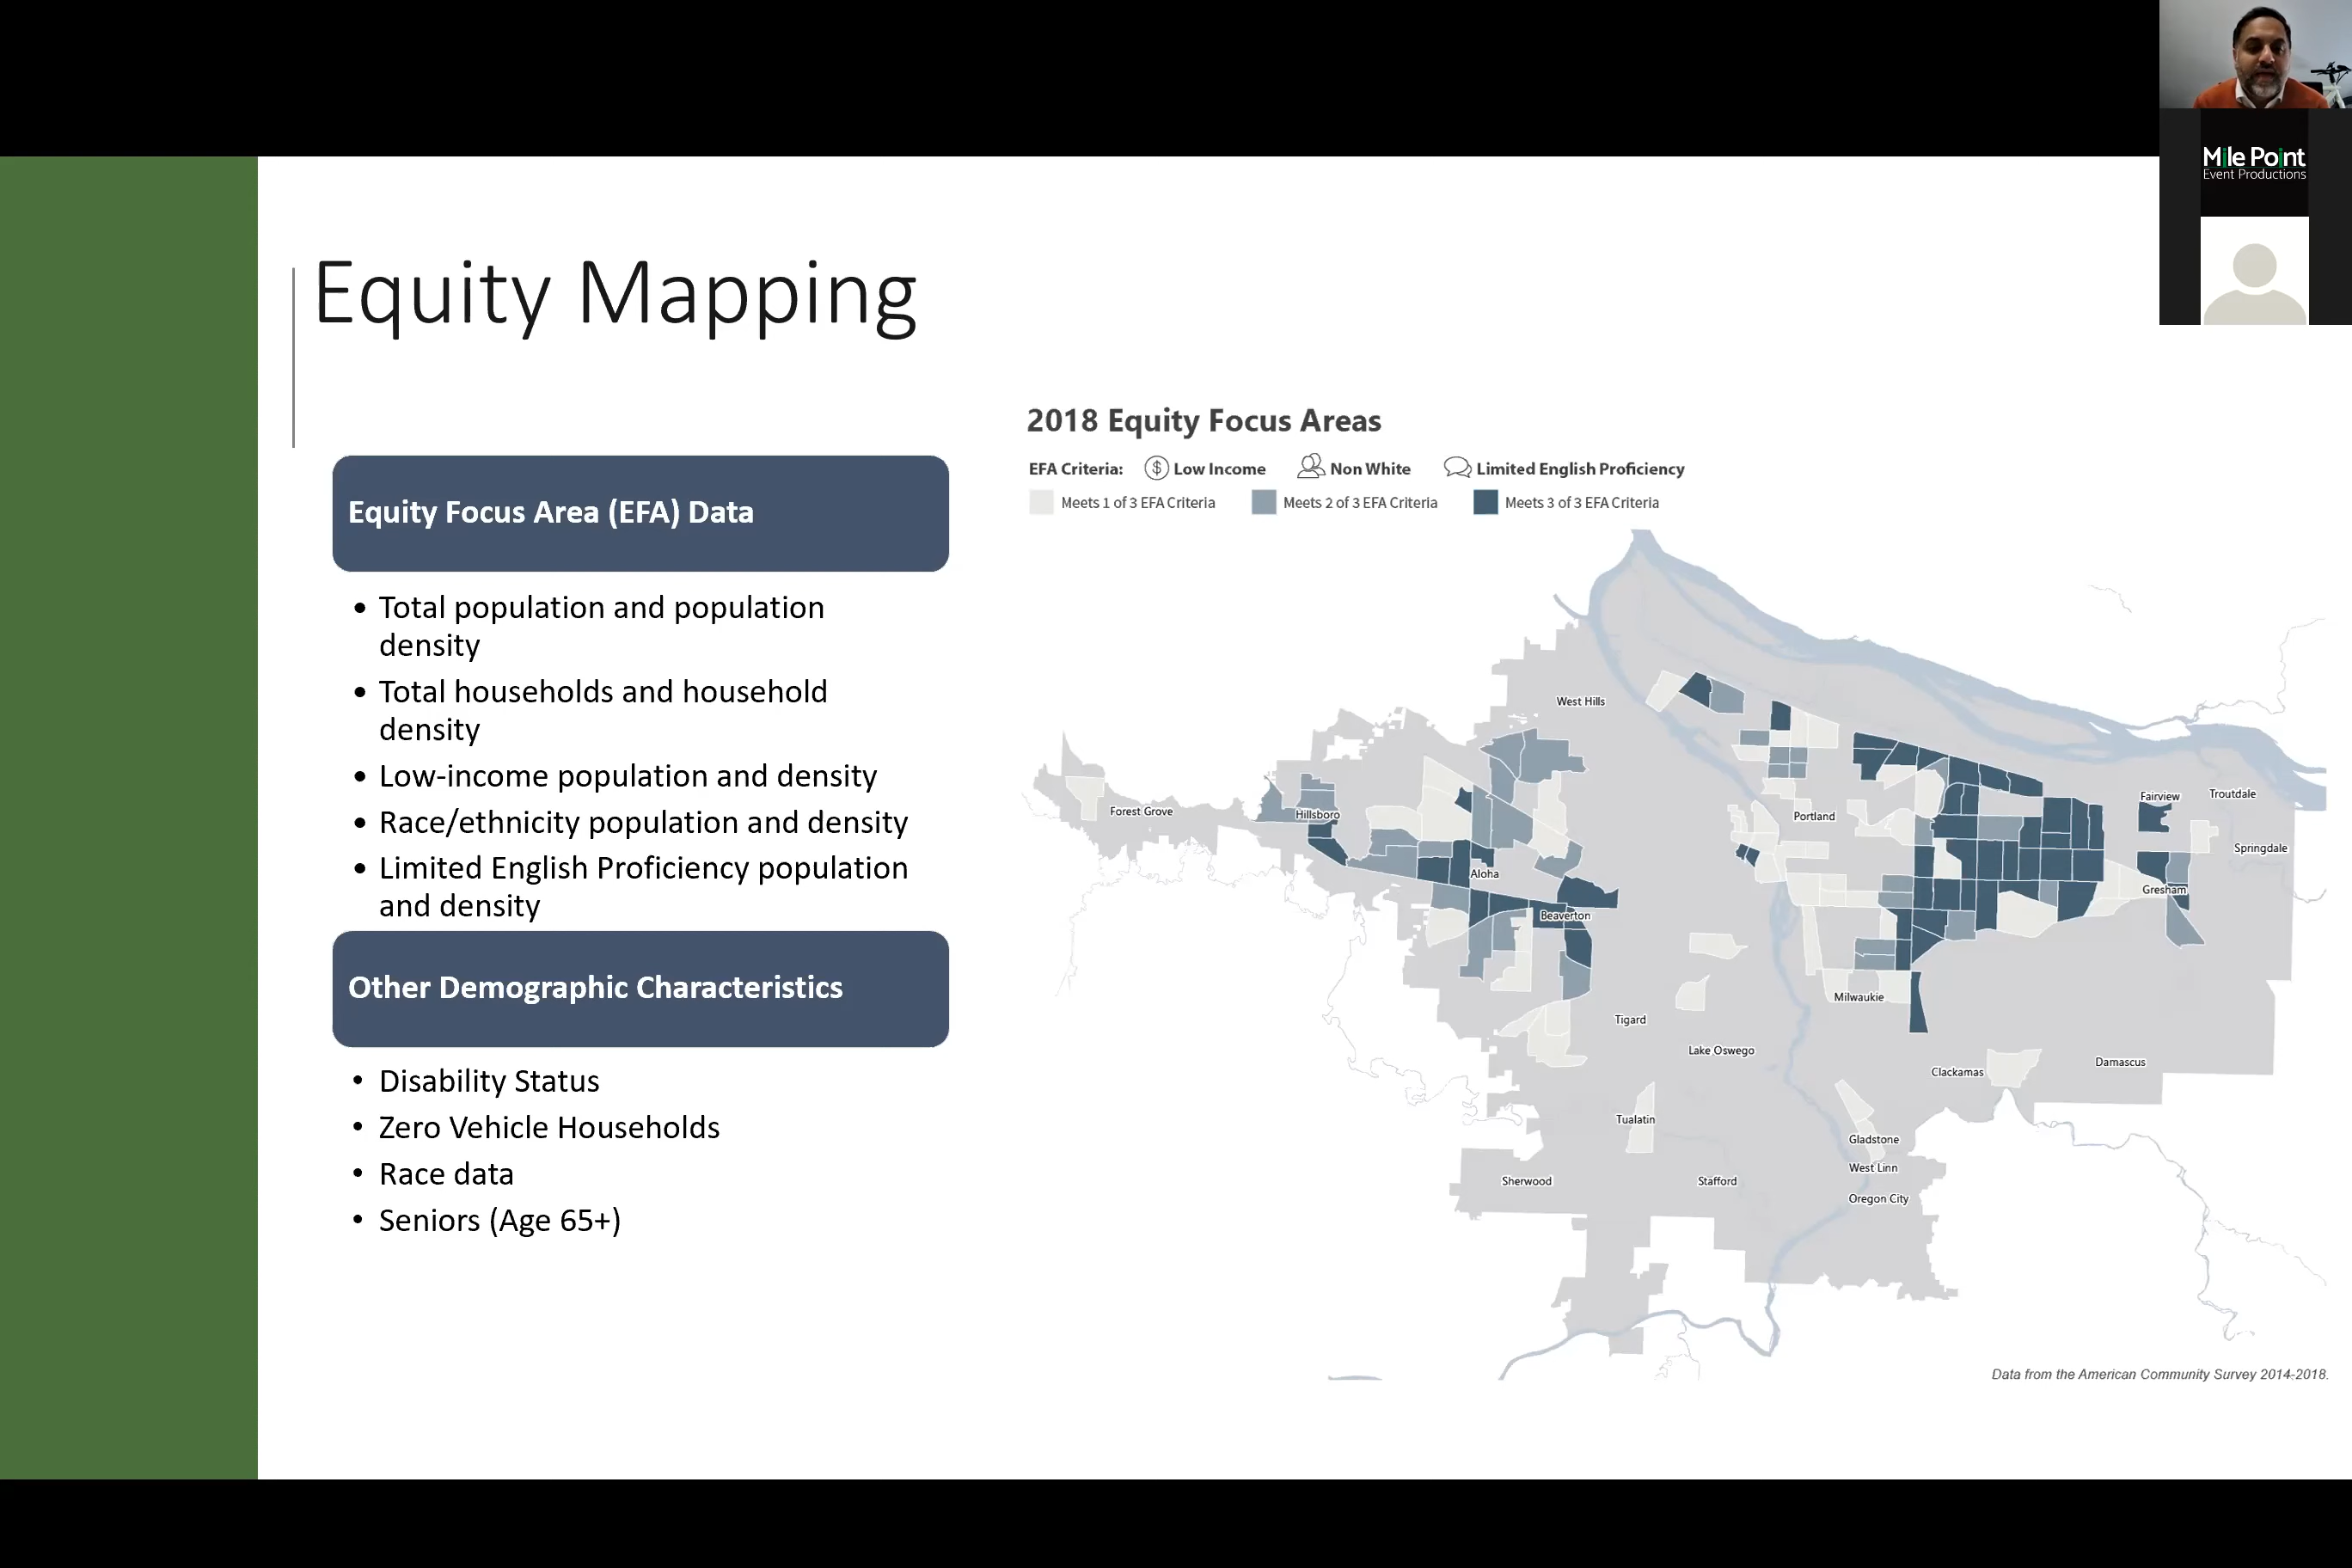 Mile Point
Event Productions
Equity Mapping
Equity Focus Area (EFA) Data
• Total population and population
density
• Total households and household
density
• Low-income population and density
• Race/ethnicity population and density
• Limited English Proficiency population
and density
Other Demographic Characteristics
• Disability Status
• Zero Vehicle Households
• Race data
• Seniors (Age 65+)
2018 Equity Focus Areas
EFA Criteria: $ Low Income Non White Limited English Proficiency
Meets 1 of 3 EFA Criteria Meets 2 of 3 EFA Criteria Meets 3 of 3 EFA Criteria
West Hills
Forest Grove
Hillsboro
Portland
Fairview
Troutdale
Springdale
Aloha
Gresham
Beaverton
Milwaukie
Tigard
Lake Oswego
Clackamas
Damascus
Tualatin
Gladstone
West Linn
Sherwood
Stafford
Oregon City
Data from the American Community Survey 2014-2018.